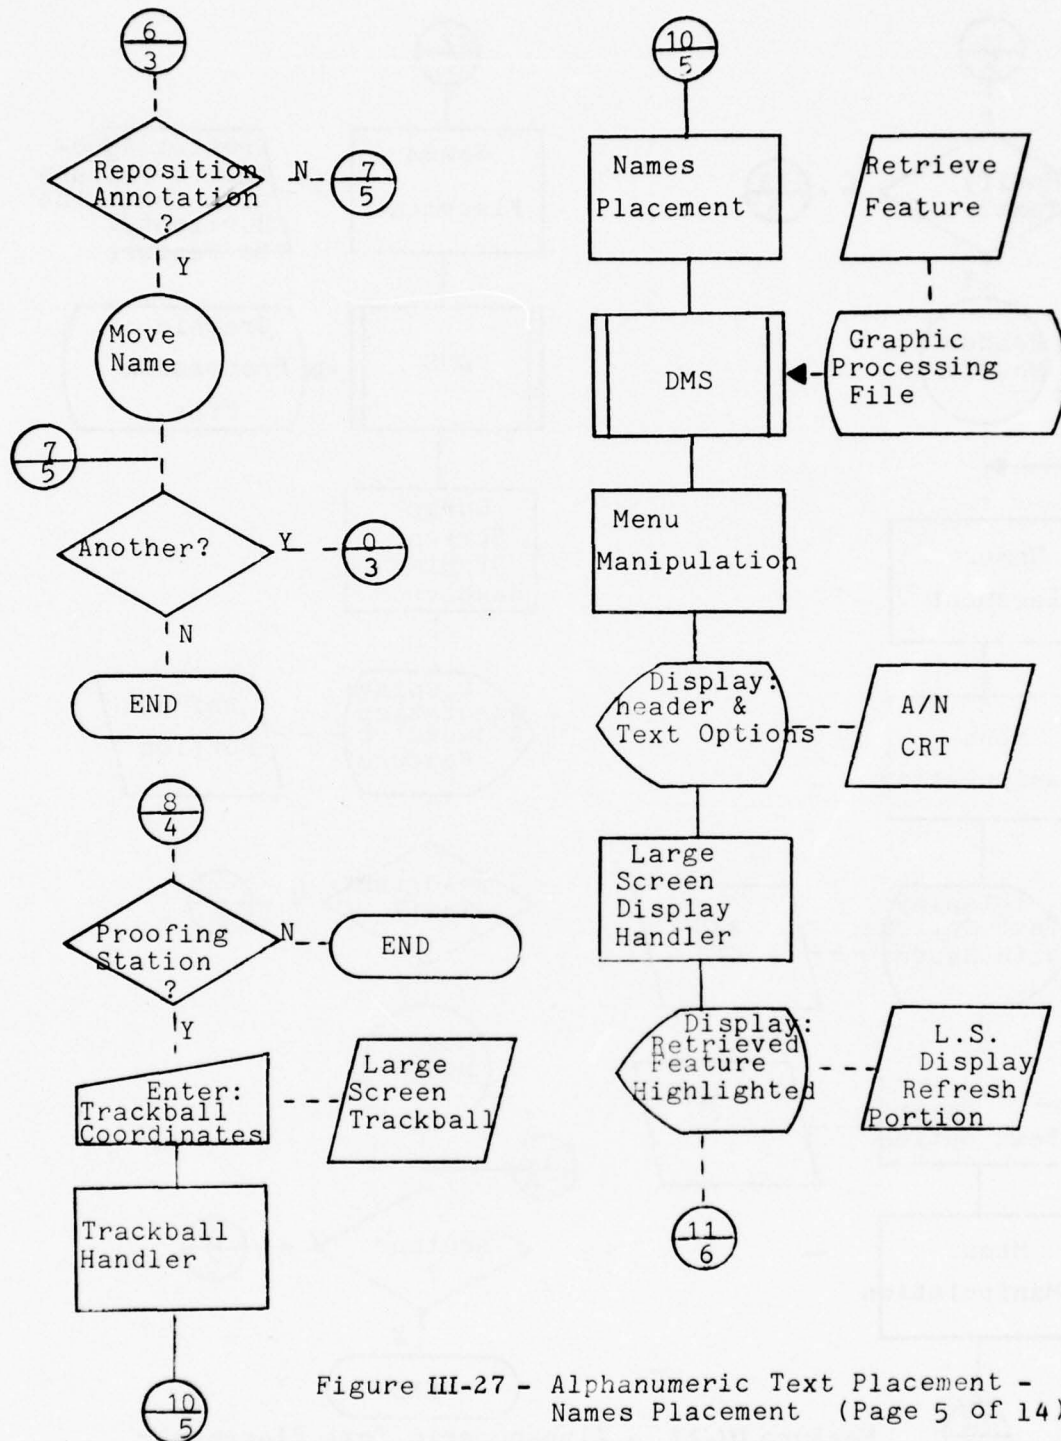 6
3
Reposition
Annotation
?
N
7
5
Y
Move
Name
7
5
Another?
Y
0
3
N
END
8
4
Proofing
Station
?
N
END
Y
Enter:
Trackball
Coordinates
Large
Screen
Trackball
Trackball
Handler
10
5
10
5
Names
Placement
Retrieve
Feature
DMS
Graphic
Processing
File
Menu
Manipulation
Display:
header &
Text Options
A/N
CRT
Large
Screen
Display
Handler
Display:
Retrieved
Feature
Highlighted
L.S.
Display
Refresh
Portion
11
6
Figure III-27 - Alphanumeric Text Placement -
Names Placement (Page 5 of 14)